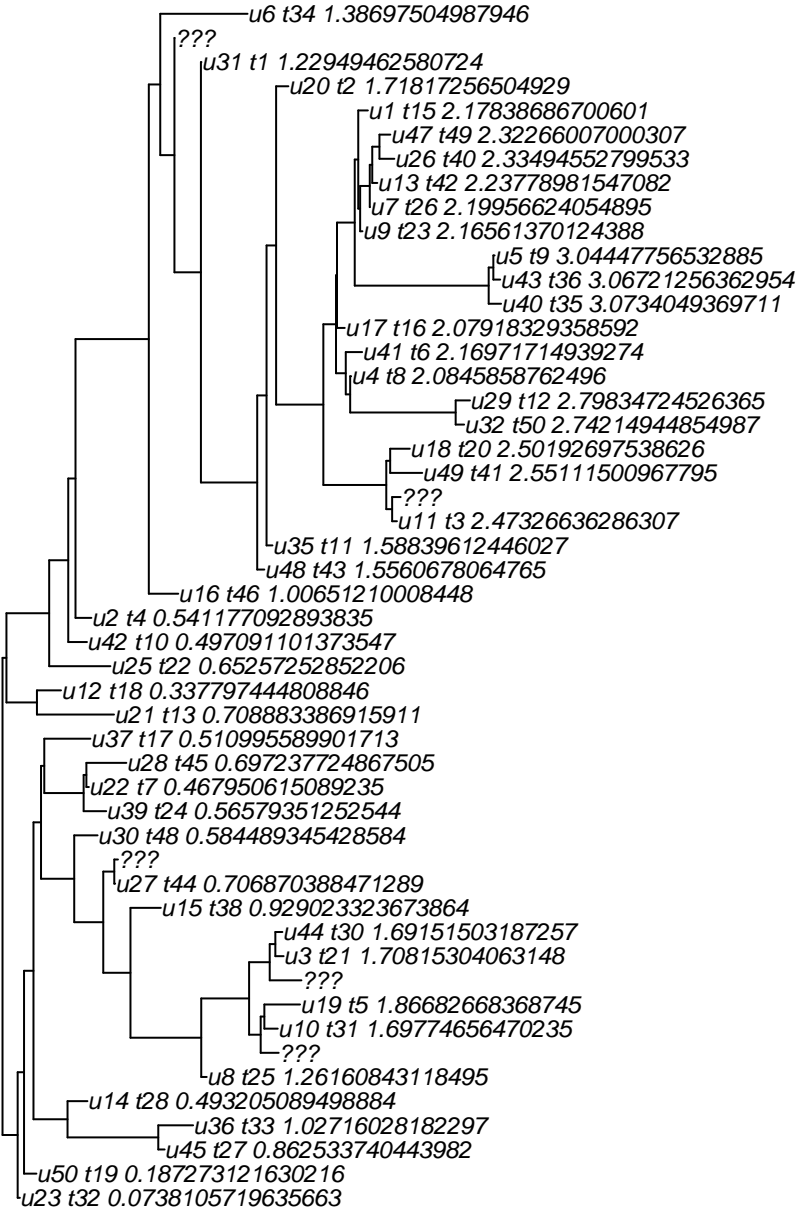 u6 t34 1.38697504987946
???
u31 t1 1.22949462580724
u20 t2 1.71817256504929
u1 t15 2.17838686700601
u47 t49 2.32266007000307
u26 t40 2.33494552799533
u13 t42 2.23778981547082
u7 t26 2.19956624054895
u9 t23 2.16561370124388
u5 t9 3.04447756532885
u43 t36 3.06721256362954
u40 t35 3.0734049369711
u17 t16 2.07918329358592
u41 t6 2.16971714939274
u4 t8 2.0845858762496
u29 t12 2.79834724526365
u32 t50 2.74214944854987
u18 t20 2.50192697538626
u49 t41 2.55111500967795
???
u11 t3 2.47326636286307
u35 t11 1.58839612446027
u48 t43 1.5560678064765
u16 t46 1.00651210008448
u2 t4 0.541177092893835
u42 t10 0.497091101373547
u25 t22 0.65257252852206
u12 t18 0.337797444808846
u21 t13 0.708883386915911
u37 t17 0.510995589901713
u28 t45 0.697237724867505
u22 t7 0.467950615089235
u39 t24 0.56579351252544
u30 t48 0.584489345428584
???
u27 t44 0.706870388471289
u15 t38 0.929023323673864
u44 t30 1.69151503187257
u3 t21 1.70815304063148
???
u19 t5 1.86682668368745
u10 t31 1.69774656470235
???
u8 t25 1.26160843118495
u14 t28 0.493205089498884
u36 t33 1.02716028182297
u45 t27 0.862533740443982
u50 t19 0.187273121630216
u23 t32 0.0738105719635663